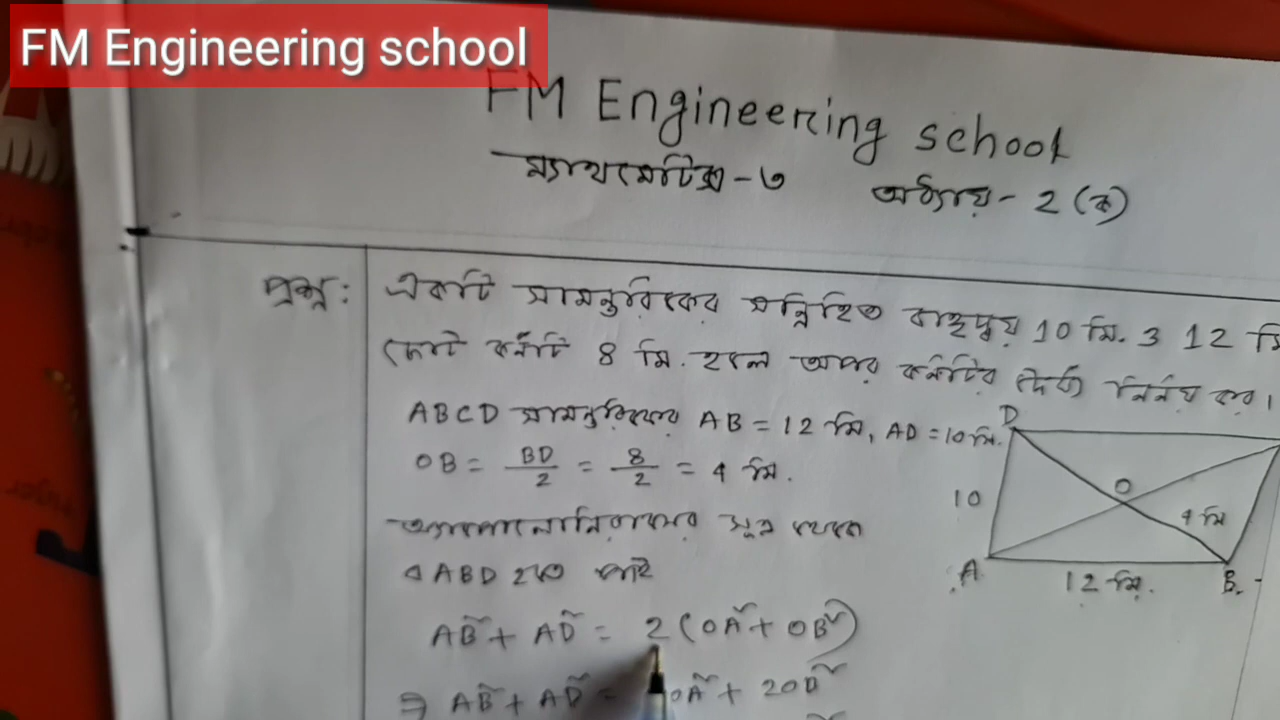 FM Engineering school
FM Engineering school
ম্যাথমেটিক্স-৩ অধ্যায়- 2 (ক)
প্রশ্ন: একটি সামন্তরিকের সন্নিহিত বাহুদ্বয় 10 মি. ও 12 মি
ছোট কর্ণটি 8 মি. হলে অপর কর্ণটির দৈর্ঘ্য নির্ণয় কর।
ABCD সামন্তরিকের AB = 12 মি, AD = 10 মি.
OB = BD/2 = 8/2 = 4 মি.
অ্যাপোলোনিয়াসের সূত্র থেকে
△ ABD হতে পাই
AB² + AD² = 2 (OA² + OB²)
⇒ AB² + AD² = OA² + 2OB²
D
O
10
4 মি
A
12 মি.
B